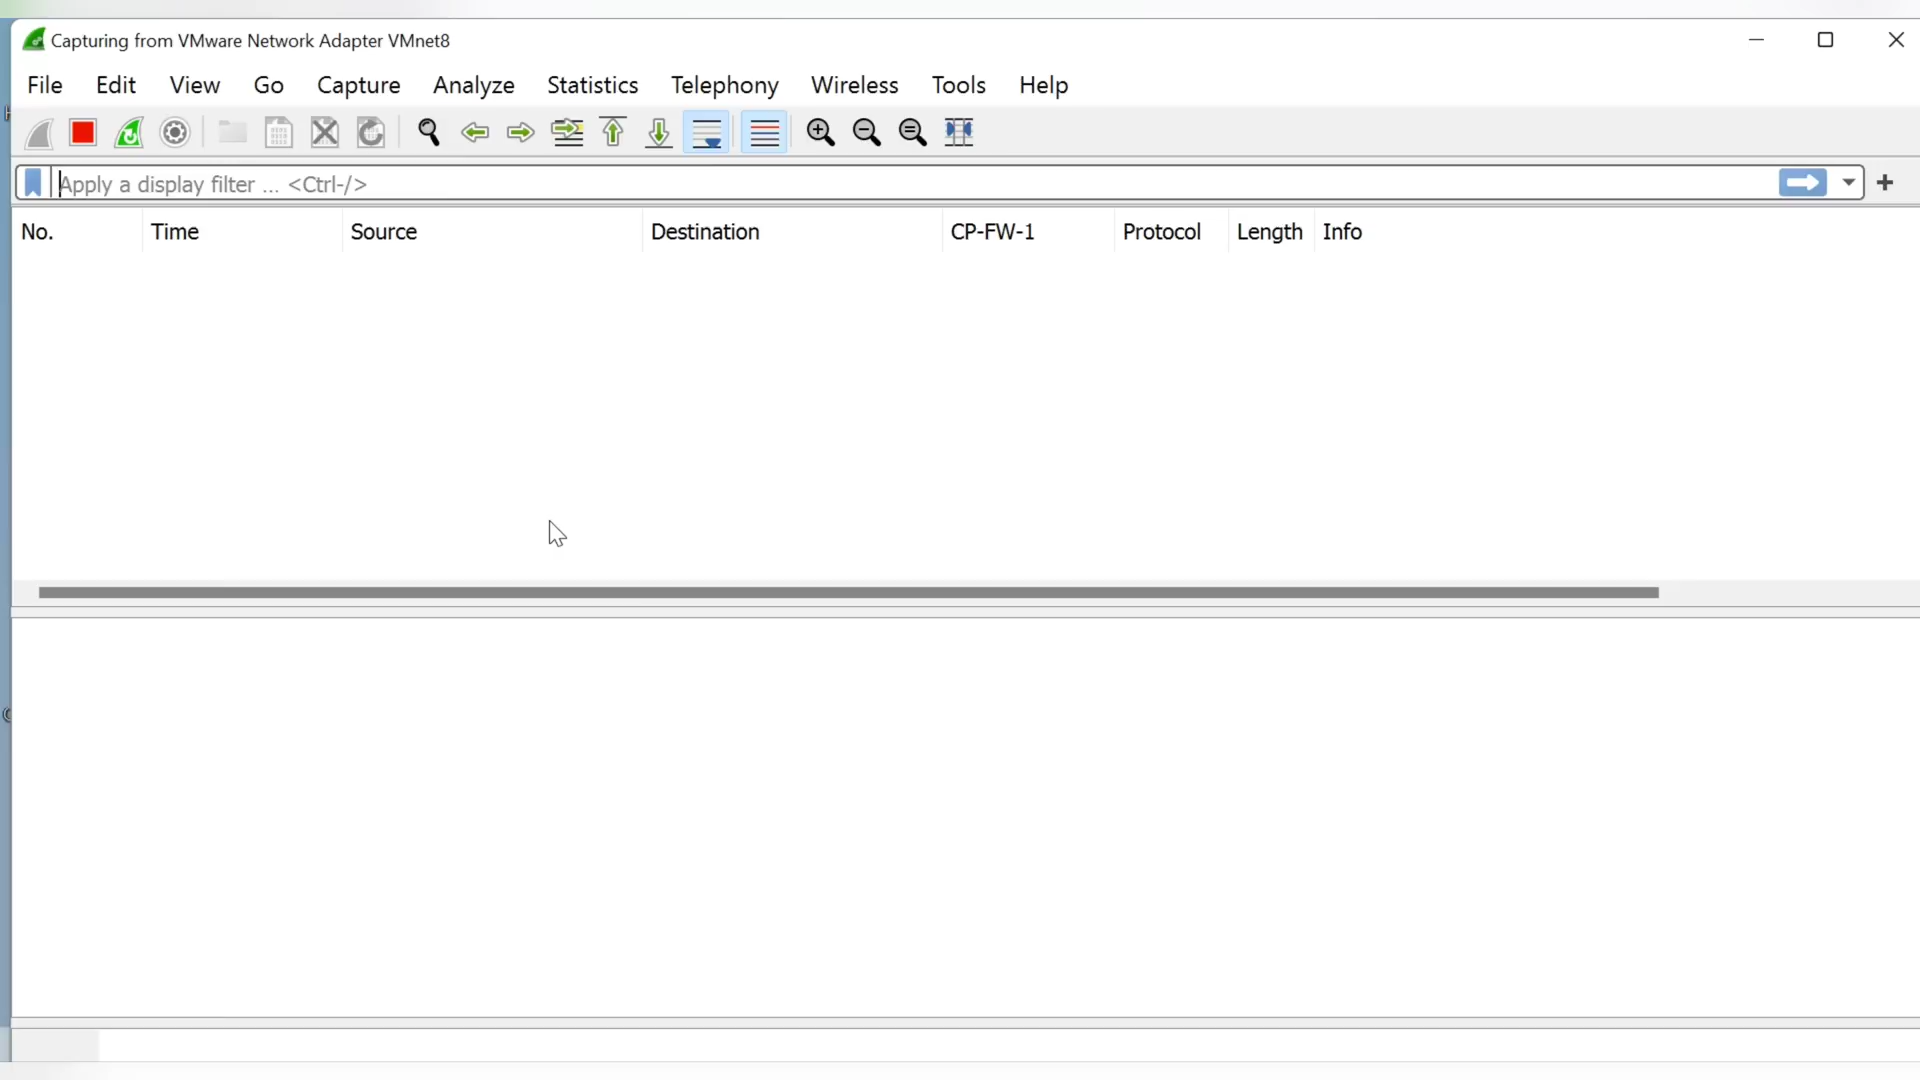 Capturing from VMware Network Adapter VMnet8
File Edit View Go Capture Analyze Statistics Telephony Wireless Tools Help
Apply a display filter ... <Ctrl-/>
No. Time Source Destination CP-FW-1 Protocol Length Info